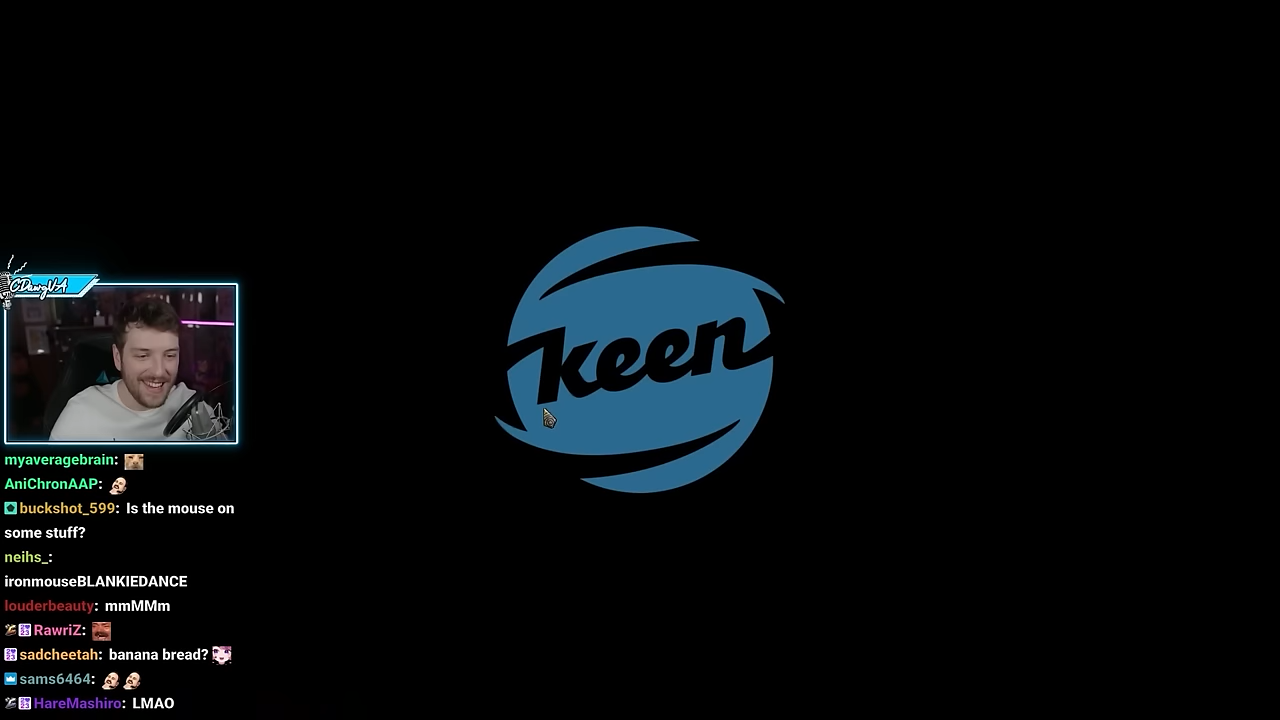 keen
CDawgVA
myaveragebrain:
AniChronAAP:
buckshot_599: Is the mouse on
some stuff?
neihs_:
ironmouseBLANKIEDANCE
louderbeauty: mmMMm
RawriZ:
sadcheetah: banana bread?
sams6464:
HareMashiro: LMAO